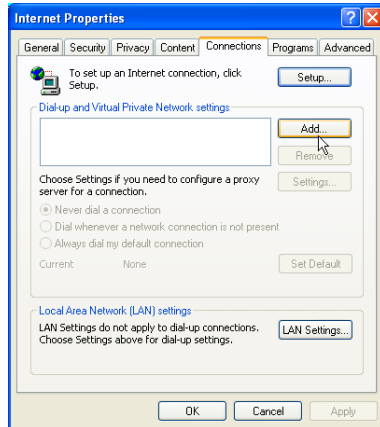 Internet Properties
General Security Privacy Content Connections Programs Advanced
To set up an Internet connection, click
Setup.
Setup...
Dial-up and Virtual Private Network settings
Add...
Remove
Choose Settings if you need to configure a proxy
server for a connection.
Settings...
Never dial a connection
Dial whenever a network connection is not present
Always dial my default connection
Current None
Set Default
Local Area Network (LAN) settings
LAN Settings do not apply to dial-up connections.
Choose Settings above for dial-up settings.
LAN Settings...
OK Cancel Apply